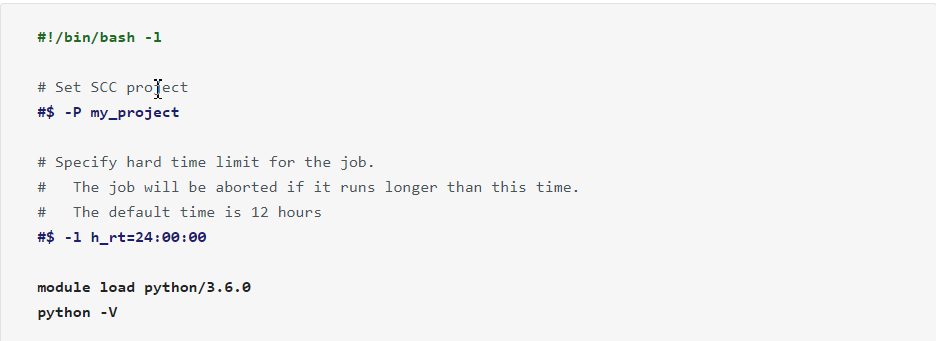 #!/bin/bash -l
# Set SCC project
#$ -P my_project
# Specify hard time limit for the job.
#   The job will be aborted if it runs longer than this time.
#   The default time is 12 hours
#$ -l h_rt=24:00:00
module load python/3.6.0
python -V